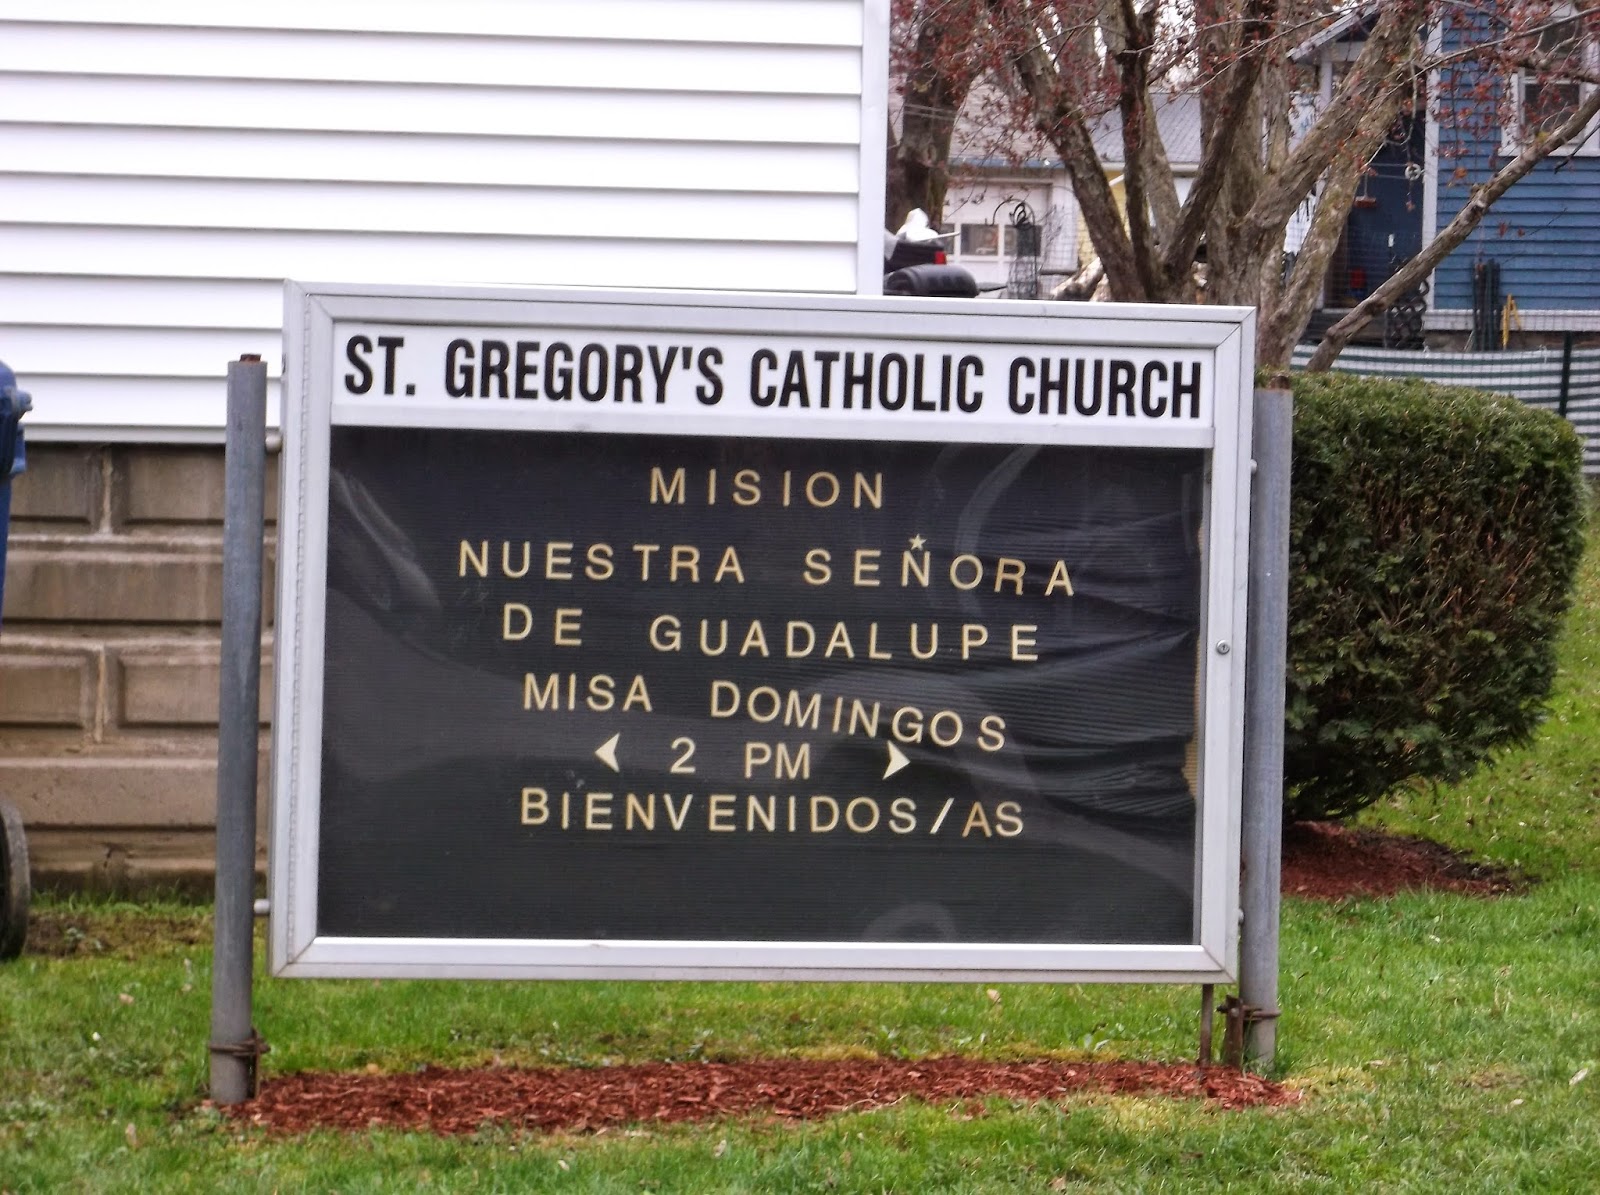 ST. GREGORY'S CATHOLIC CHURCH
MISION
NUESTRA SEÑORA
DE GUADALUPE
MISA DOMINGOS
2 PM
BIENVENIDOS/AS